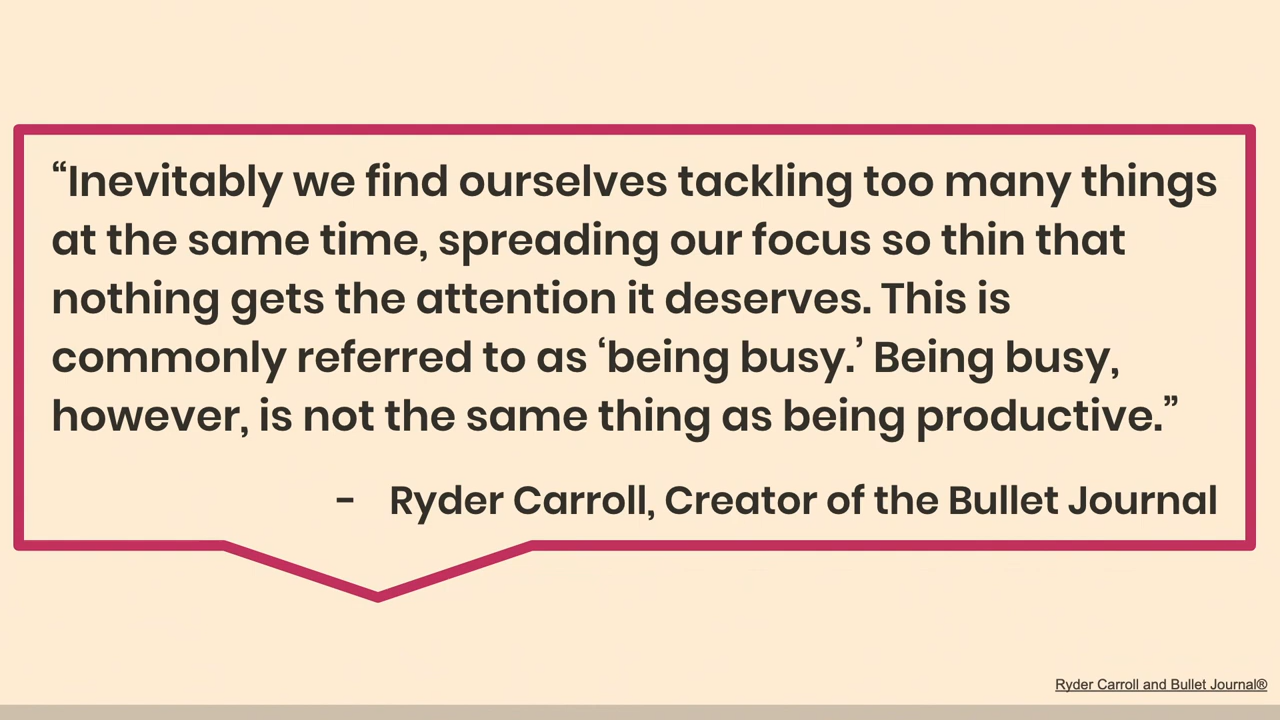 “Inevitably we find ourselves tackling too many things
at the same time, spreading our focus so thin that
nothing gets the attention it deserves. This is
commonly referred to as ‘being busy.’ Being busy,
however, is not the same thing as being productive.”
- Ryder Carroll, Creator of the Bullet Journal
Ryder Carroll and Bullet Journal®